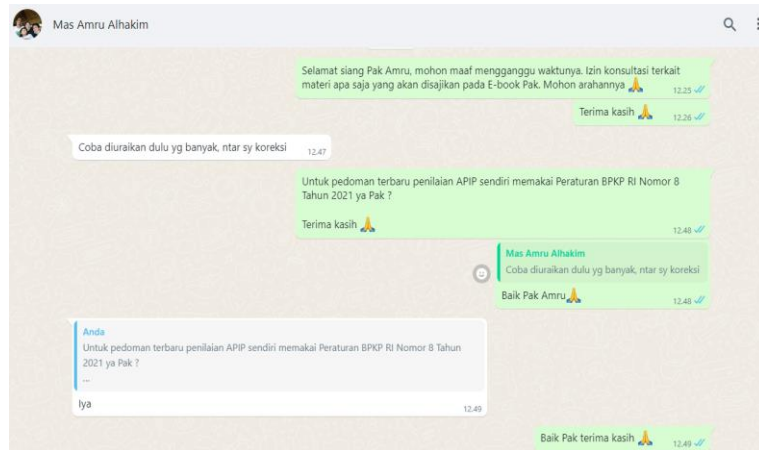 Mas Amru Alhakim
Selamat siang Pak Amru, mohon maaf mengganggu waktunya. Izin konsultasi terkait
materi apa saja yang akan disajikan pada E-book Pak. Mohon arahannya 🙏
12.25
Terima kasih 🙏
12.26
Coba diuraikan dulu yg banyak, ntar sy koreksi
12.47
Untuk pedoman terbaru penilaian APIP sendiri memakai Peraturan BPKP RI Nomor 8
Tahun 2021 ya Pak ?
Terima kasih 🙏
12.48
Mas Amru Alhakim
Coba diuraikan dulu yg banyak, ntar sy koreksi
Baik Pak Amru🙏
12.48
Anda
Untuk pedoman terbaru penilaian APIP sendiri memakai Peraturan BPKP RI Nomor 8 Tahun
2021 ya Pak ?
...
Iya
12.49
Baik Pak terima kasih 🙏
12.49